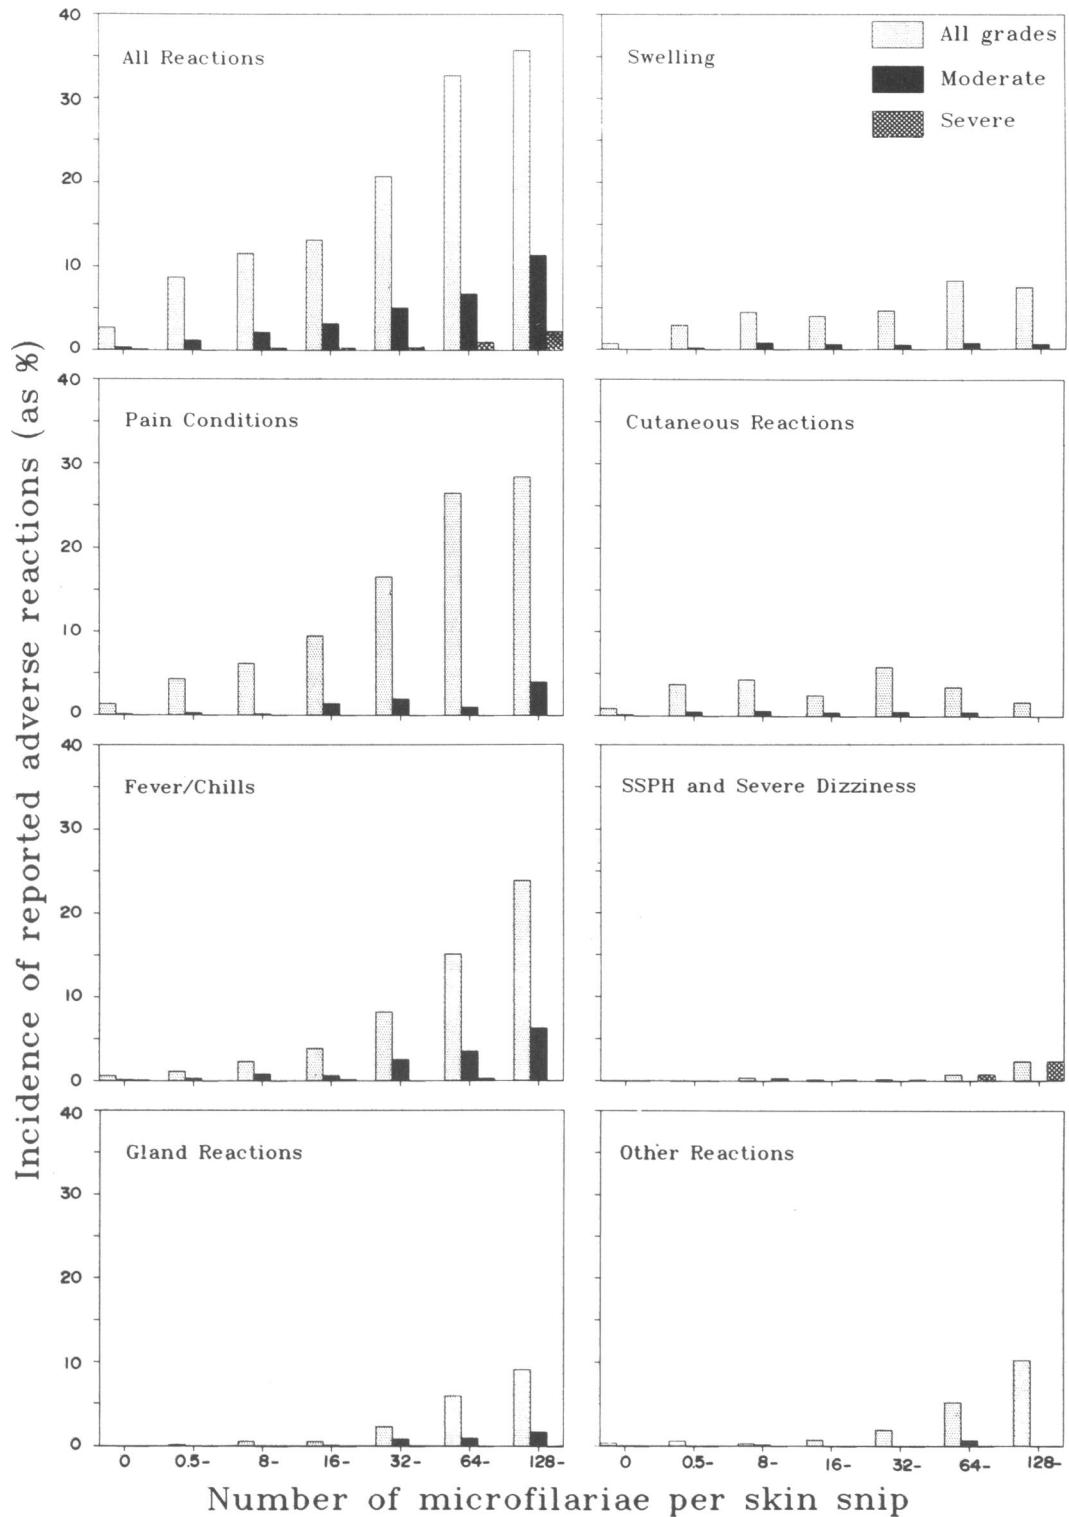 Incidence of reported adverse reactions (as %)
40
30
20
10
0
All Reactions
Swelling
All grades
Moderate
Severe
40
30
20
10
0
Pain Conditions
Cutaneous Reactions
40
30
20
10
0
Fever/Chills
SSPH and Severe Dizziness
40
30
20
10
0
Gland Reactions
Other Reactions
0 0.5- 8- 16- 32- 64- 128-
0 0.5- 8- 16- 32- 64- 128-
Number of microfilariae per skin snip